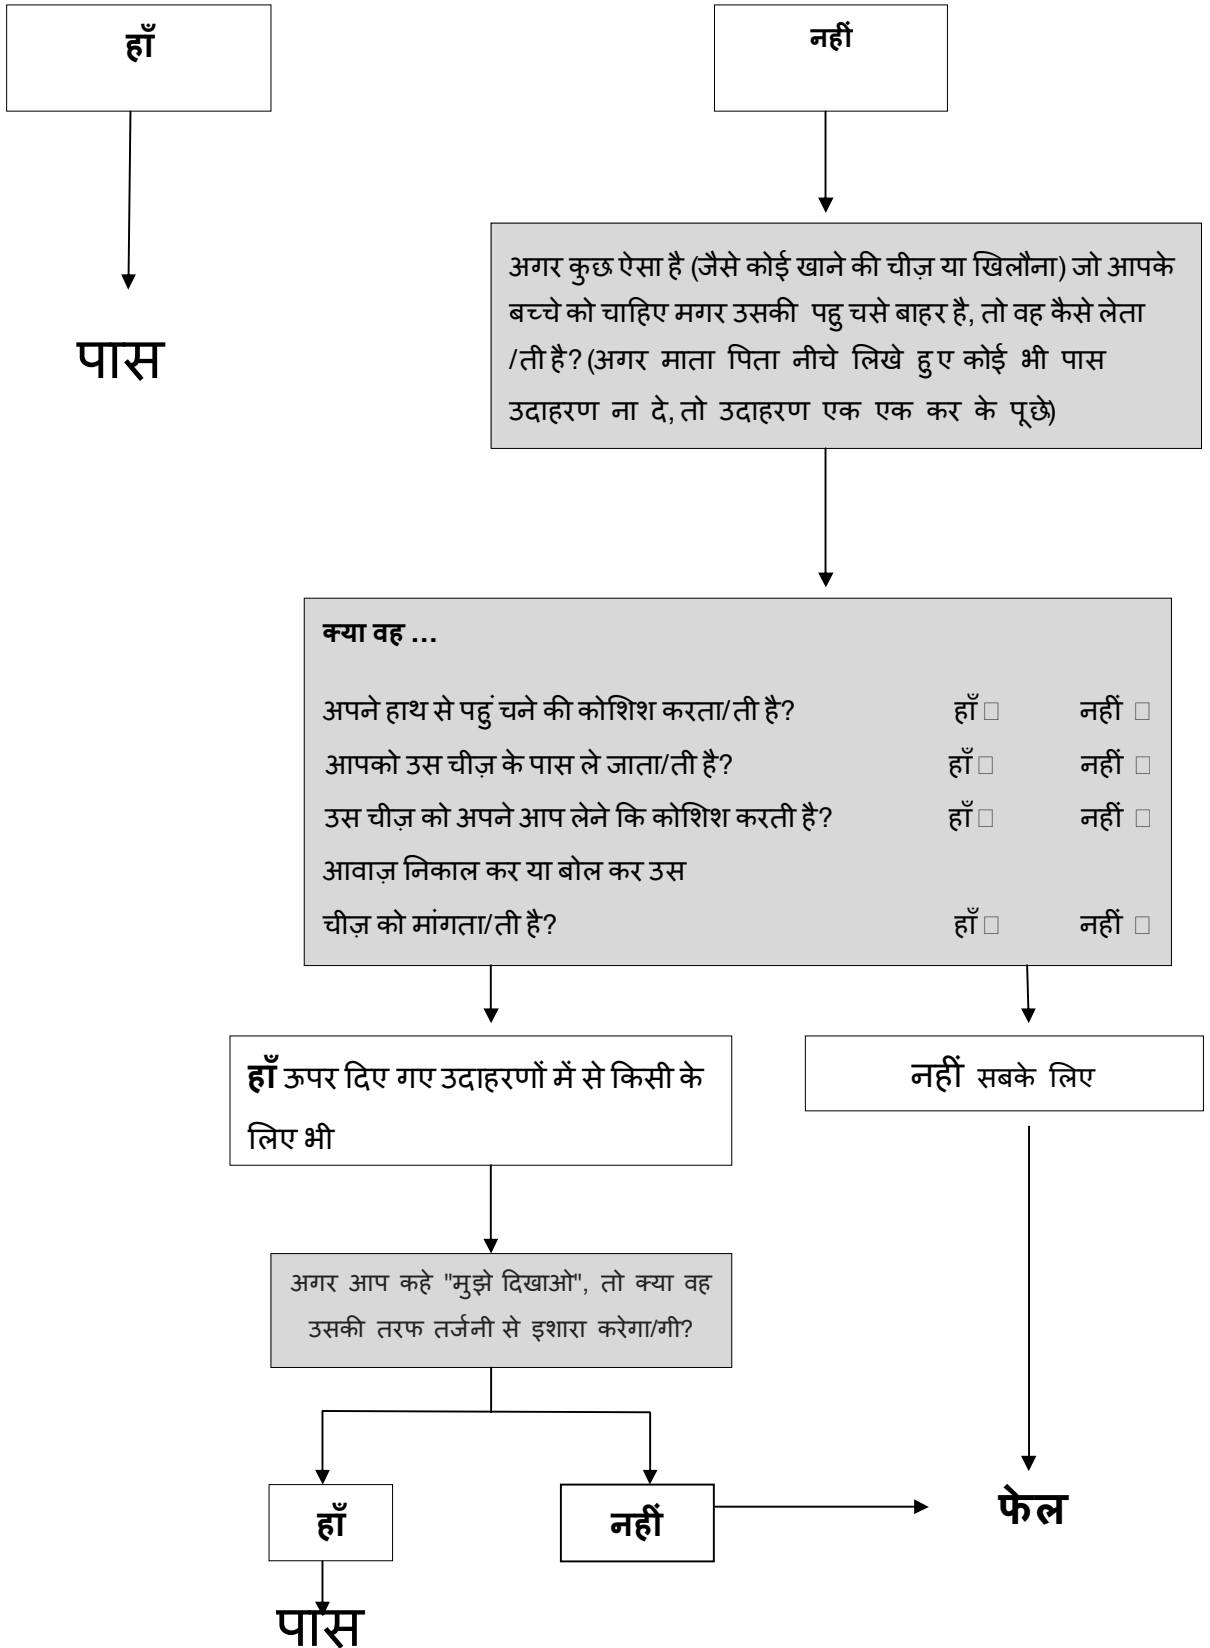 हाँ
नहीं
पास
अगर कुछ ऐसा है (जैसे कोई खाने की चीज़ या खिलौना) जो आपके
बच्चे को चाहिए मगर उसकी पहु चसे बाहर है, तो वह कैसे लेता
/ती है? (अगर माता पिता नीचे लिखे हुए कोई भी पास
उदाहरण ना दे, तो उदाहरण एक एक कर के पूछे)
क्या वह ...
अपने हाथ से पहुंचने की कोशिश करता/ती है? हाँ □ नहीं □
आपको उस चीज़ के पास ले जाता/ती है? हाँ □ नहीं □
उस चीज़ को अपने आप लेने कि कोशिश करती है? हाँ □ नहीं □
आवाज़ निकाल कर या बोल कर उस
चीज़ को मांगता/ती है? हाँ □ नहीं □
हाँ ऊपर दिए गए उदाहरणों में से किसी के
लिए भी
नहीं सबके लिए
अगर आप कहे "मुझे दिखाओ", तो क्या वह
उसकी तरफ तर्जनी से इशारा करेगा/गी?
हाँ
नहीं
फेल
पास